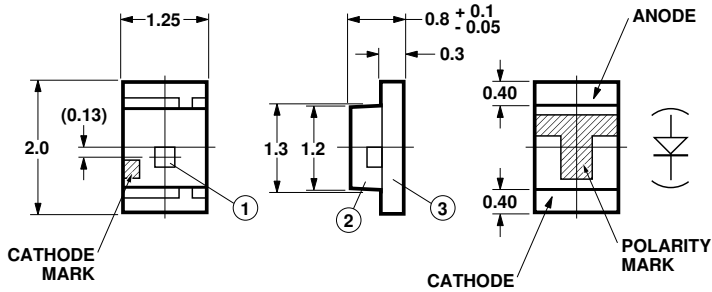 1.25
0.8 + 0.1
- 0.05
0.3
ANODE
(0.13)
2.0
1.3
1.2
0.40
0.40
1
2
3
CATHODE
MARK
CATHODE
POLARITY
MARK